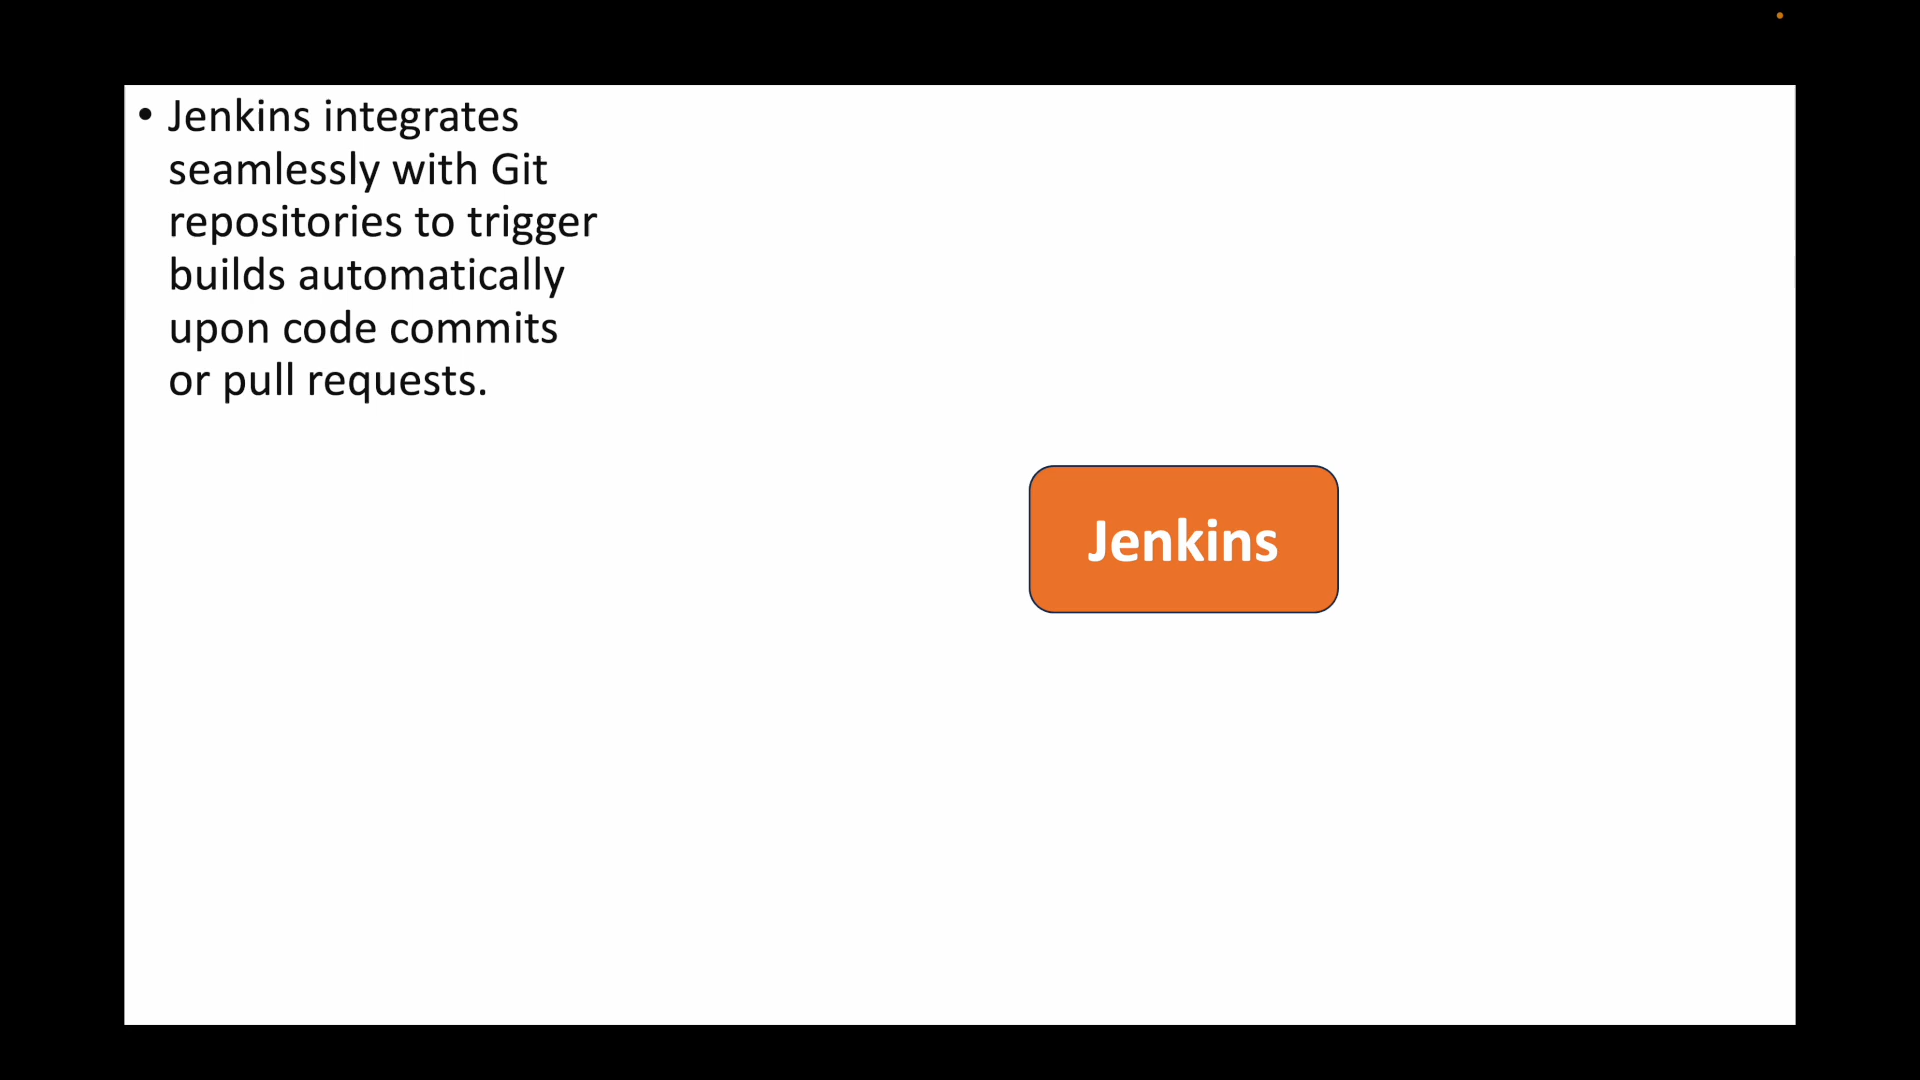 • Jenkins integrates
seamlessly with Git
repositories to trigger
builds automatically
upon code commits
or pull requests.
Jenkins